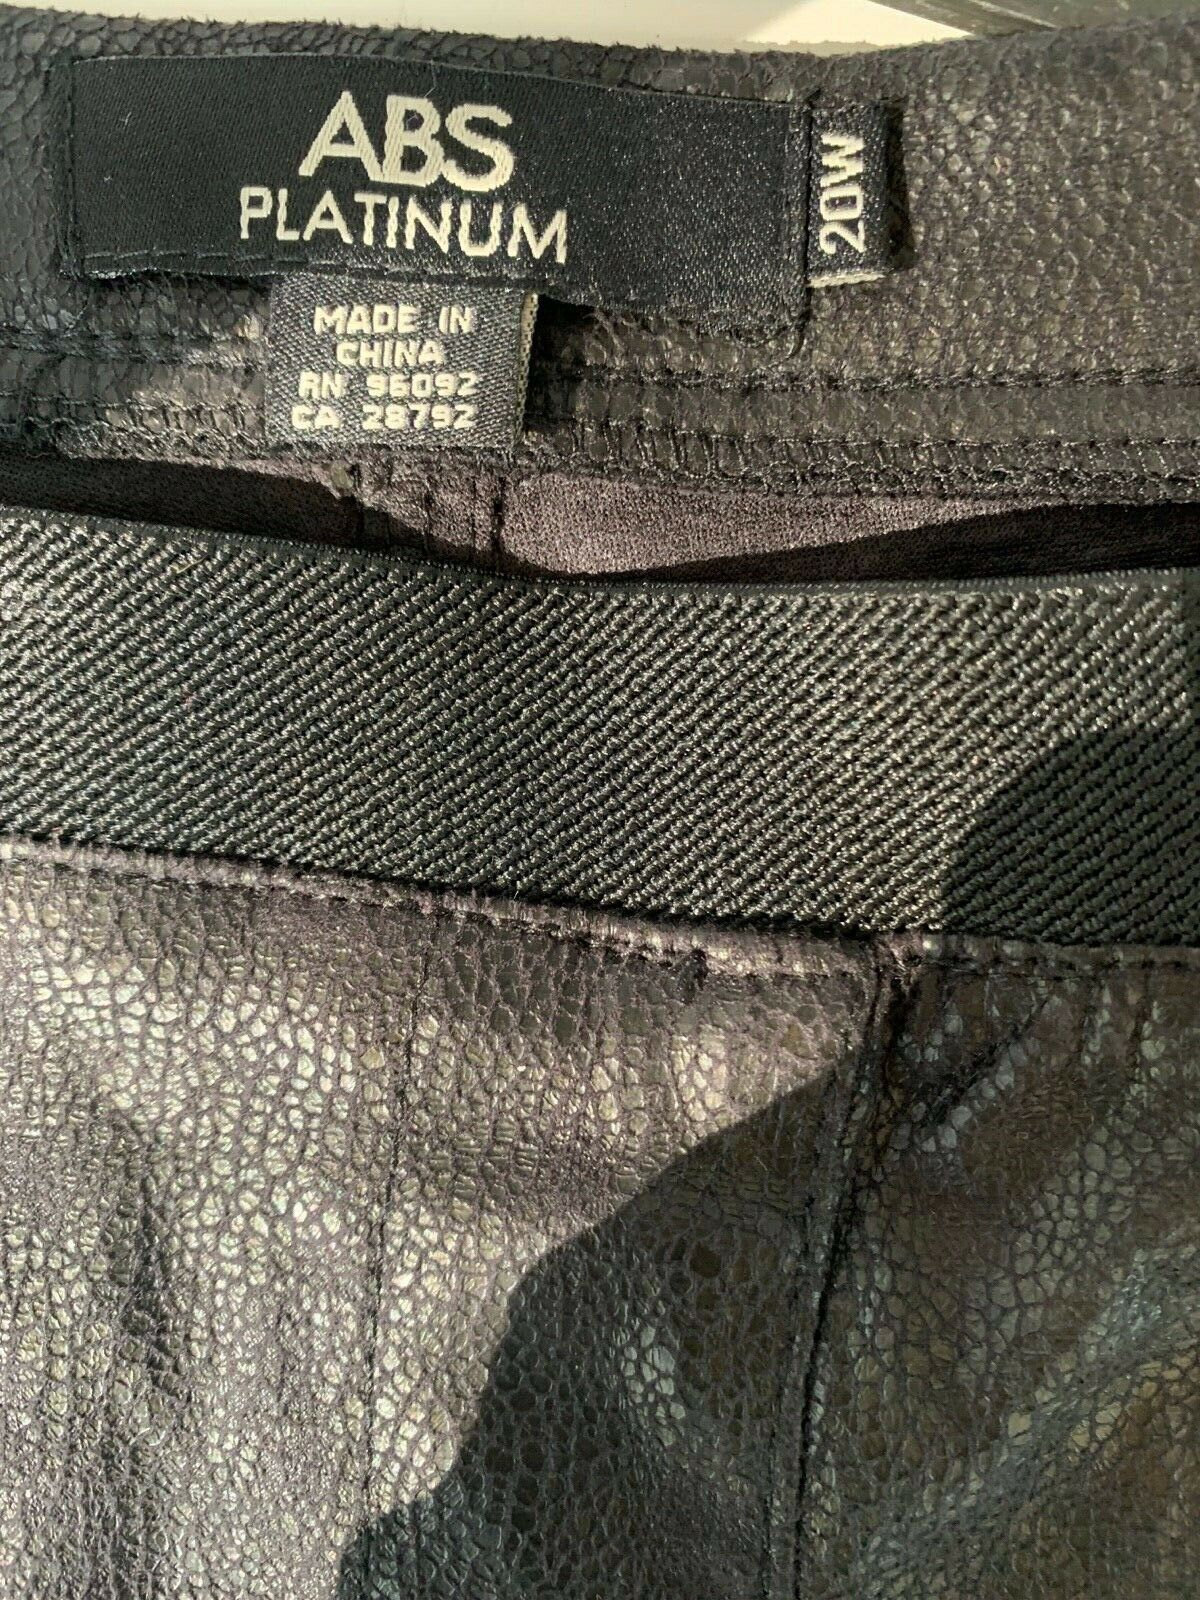 ABS
PLATINUM
20W
MADE IN
CHINA
RN 96092
CA 28792